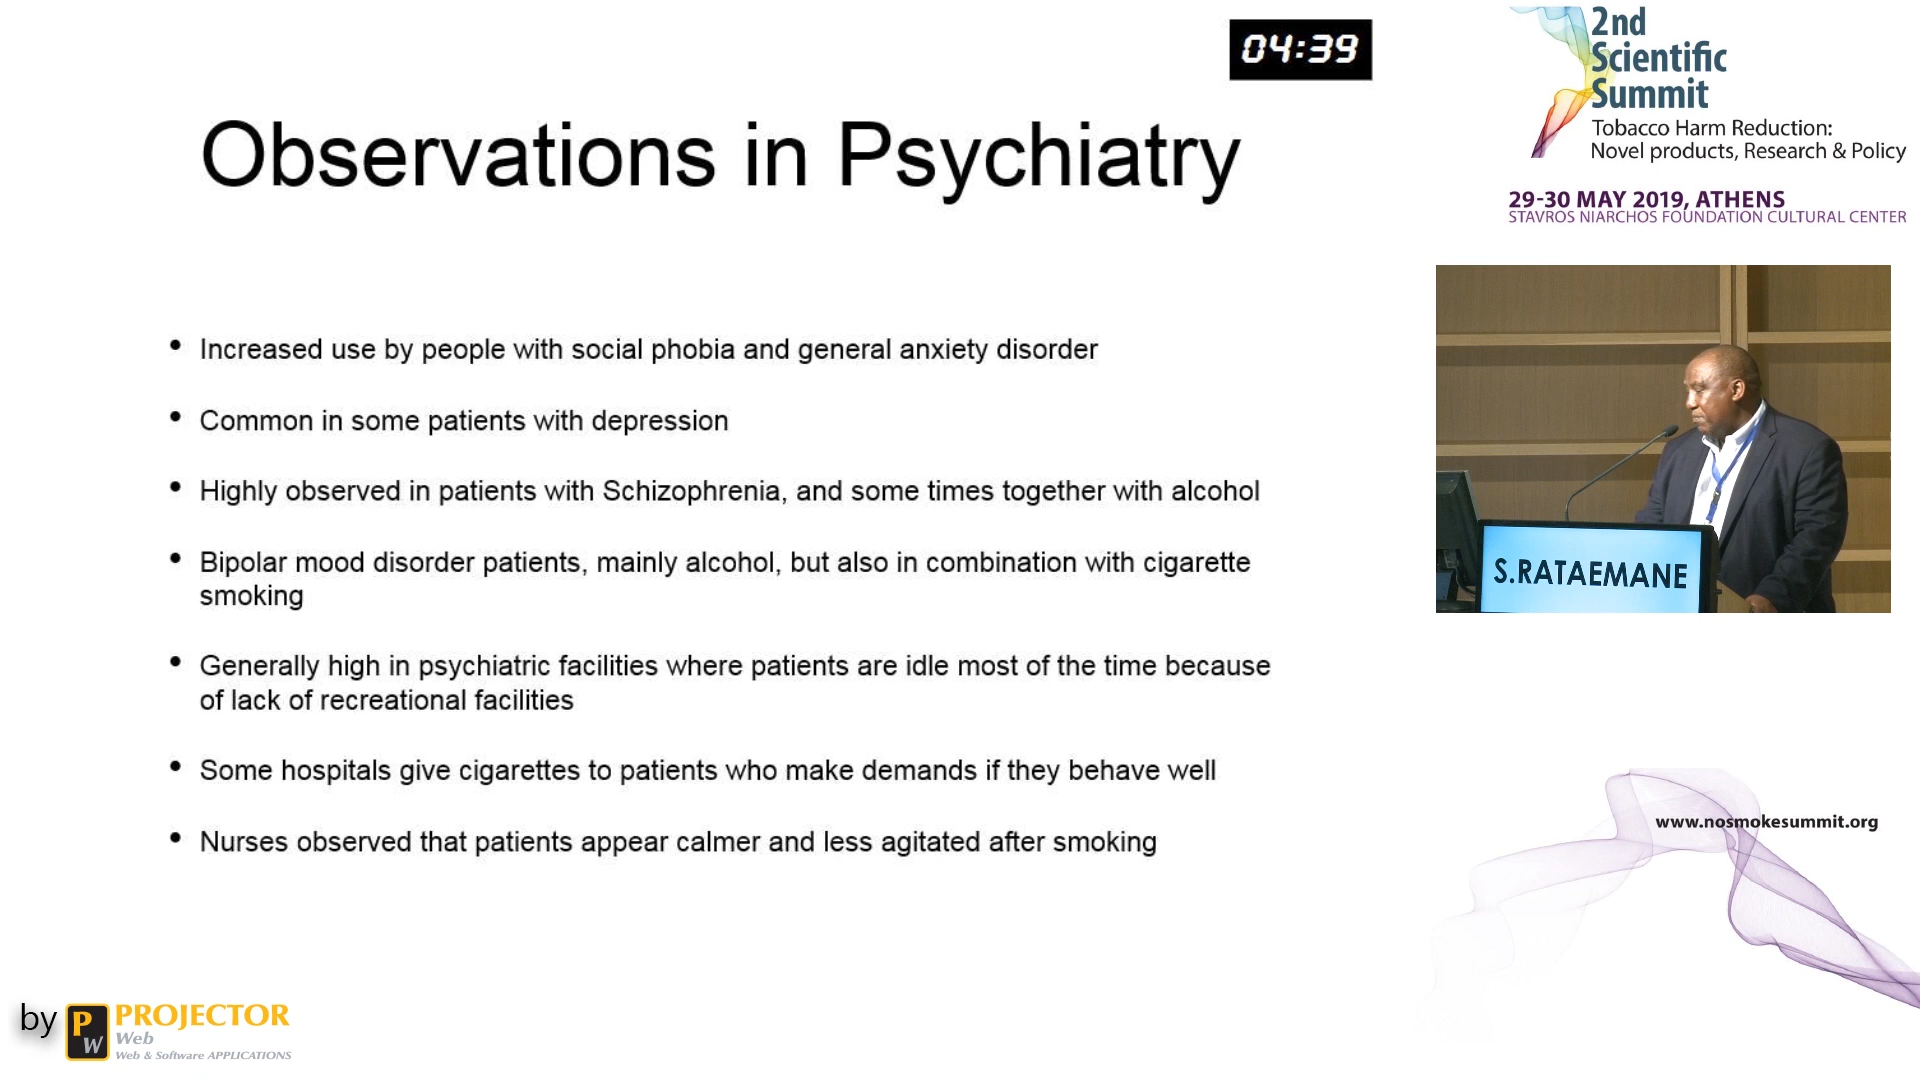 04:39
Observations in Psychiatry
• Increased use by people with social phobia and general anxiety disorder
• Common in some patients with depression
• Highly observed in patients with Schizophrenia, and some times together with alcohol
• Bipolar mood disorder patients, mainly alcohol, but also in combination with cigarette
smoking
• Generally high in psychiatric facilities where patients are idle most of the time because
of lack of recreational facilities
• Some hospitals give cigarettes to patients who make demands if they behave well
• Nurses observed that patients appear calmer and less agitated after smoking
2nd
Scientific
Summit
Tobacco Harm Reduction:
Novel products, Research & Policy
29-30 MAY 2019, ATHENS
STAVROS NIARCHOS FOUNDATION CULTURAL CENTER
S.RATAEMANE
www.nosmokesummit.org
by PW PROJECTOR
Web
Web & Software APPLICATIONS